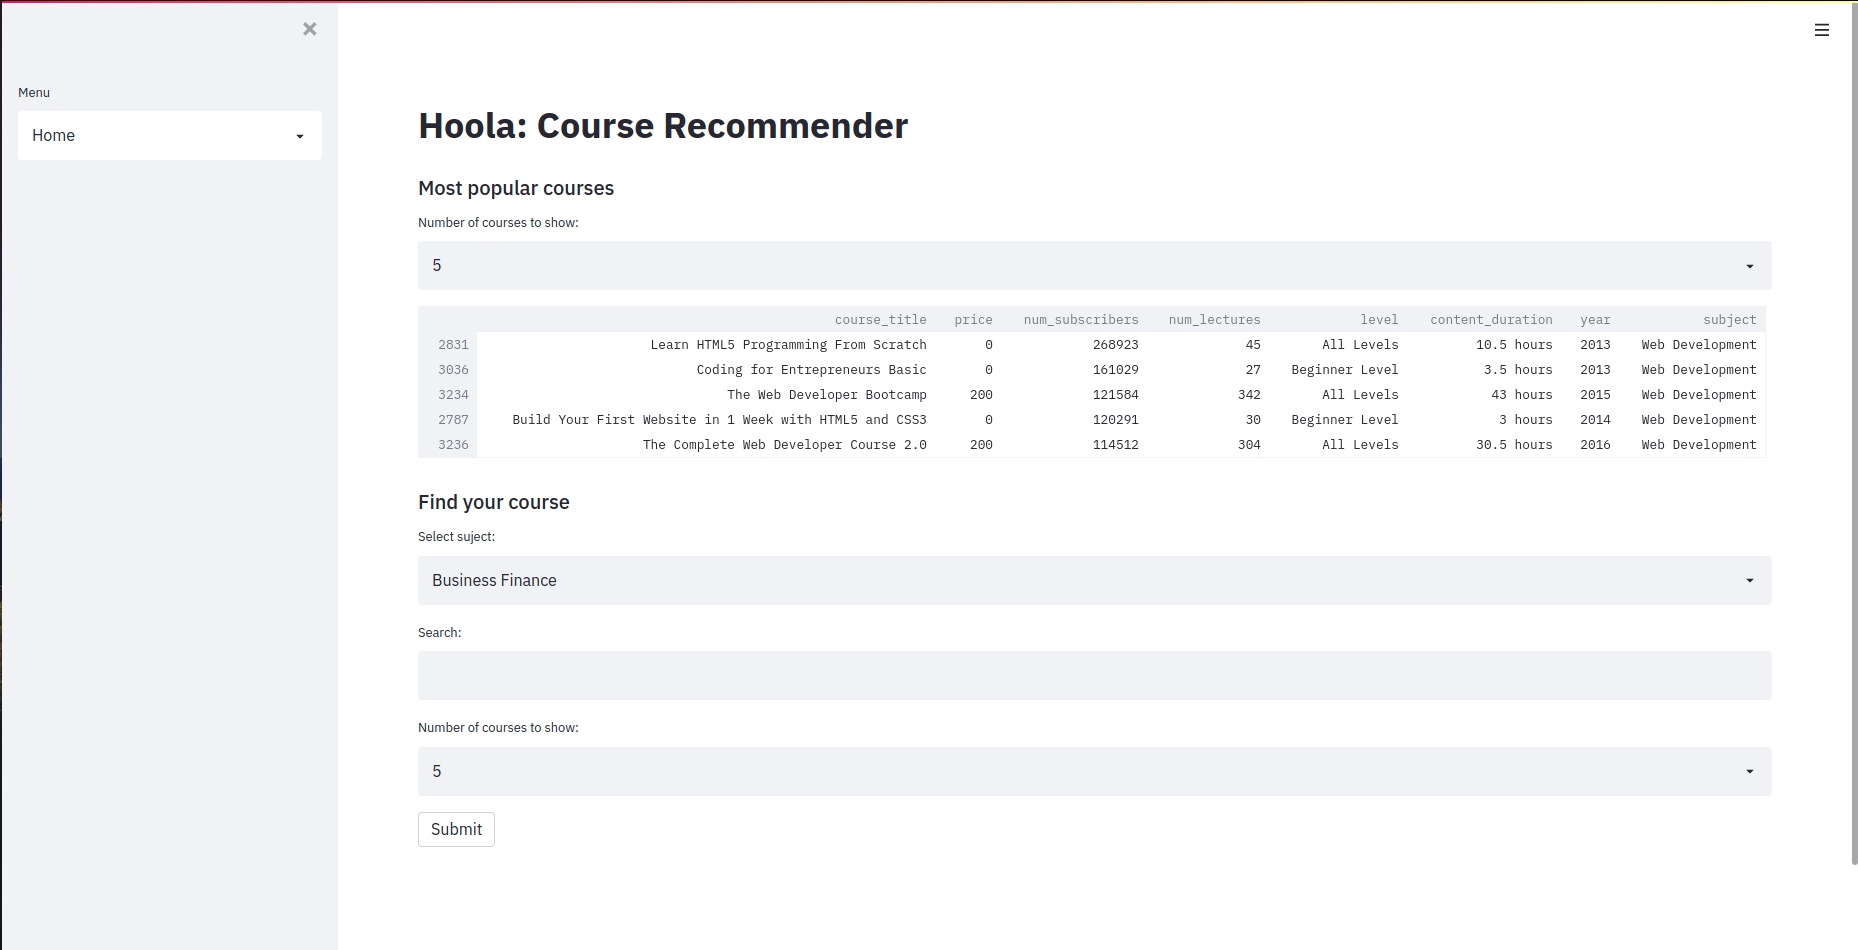 Menu
Home
Hoola: Course Recommender
Most popular courses
Number of courses to show:
5
course_title price num_subscribers num_lectures level content_duration year subject
2831 Learn HTML5 Programming From Scratch 0 268923 45 All Levels 10.5 hours 2013 Web Development
3036 Coding for Entrepreneurs Basic 0 161029 27 Beginner Level 3.5 hours 2013 Web Development
3234 The Web Developer Bootcamp 200 121584 342 All Levels 43 hours 2015 Web Development
2787 Build Your First Website in 1 Week with HTML5 and CSS3 0 120291 30 Beginner Level 3 hours 2014 Web Development
3236 The Complete Web Developer Course 2.0 200 114512 304 All Levels 30.5 hours 2016 Web Development
Find your course
Select suject:
Business Finance
Search:
Number of courses to show:
5
Submit